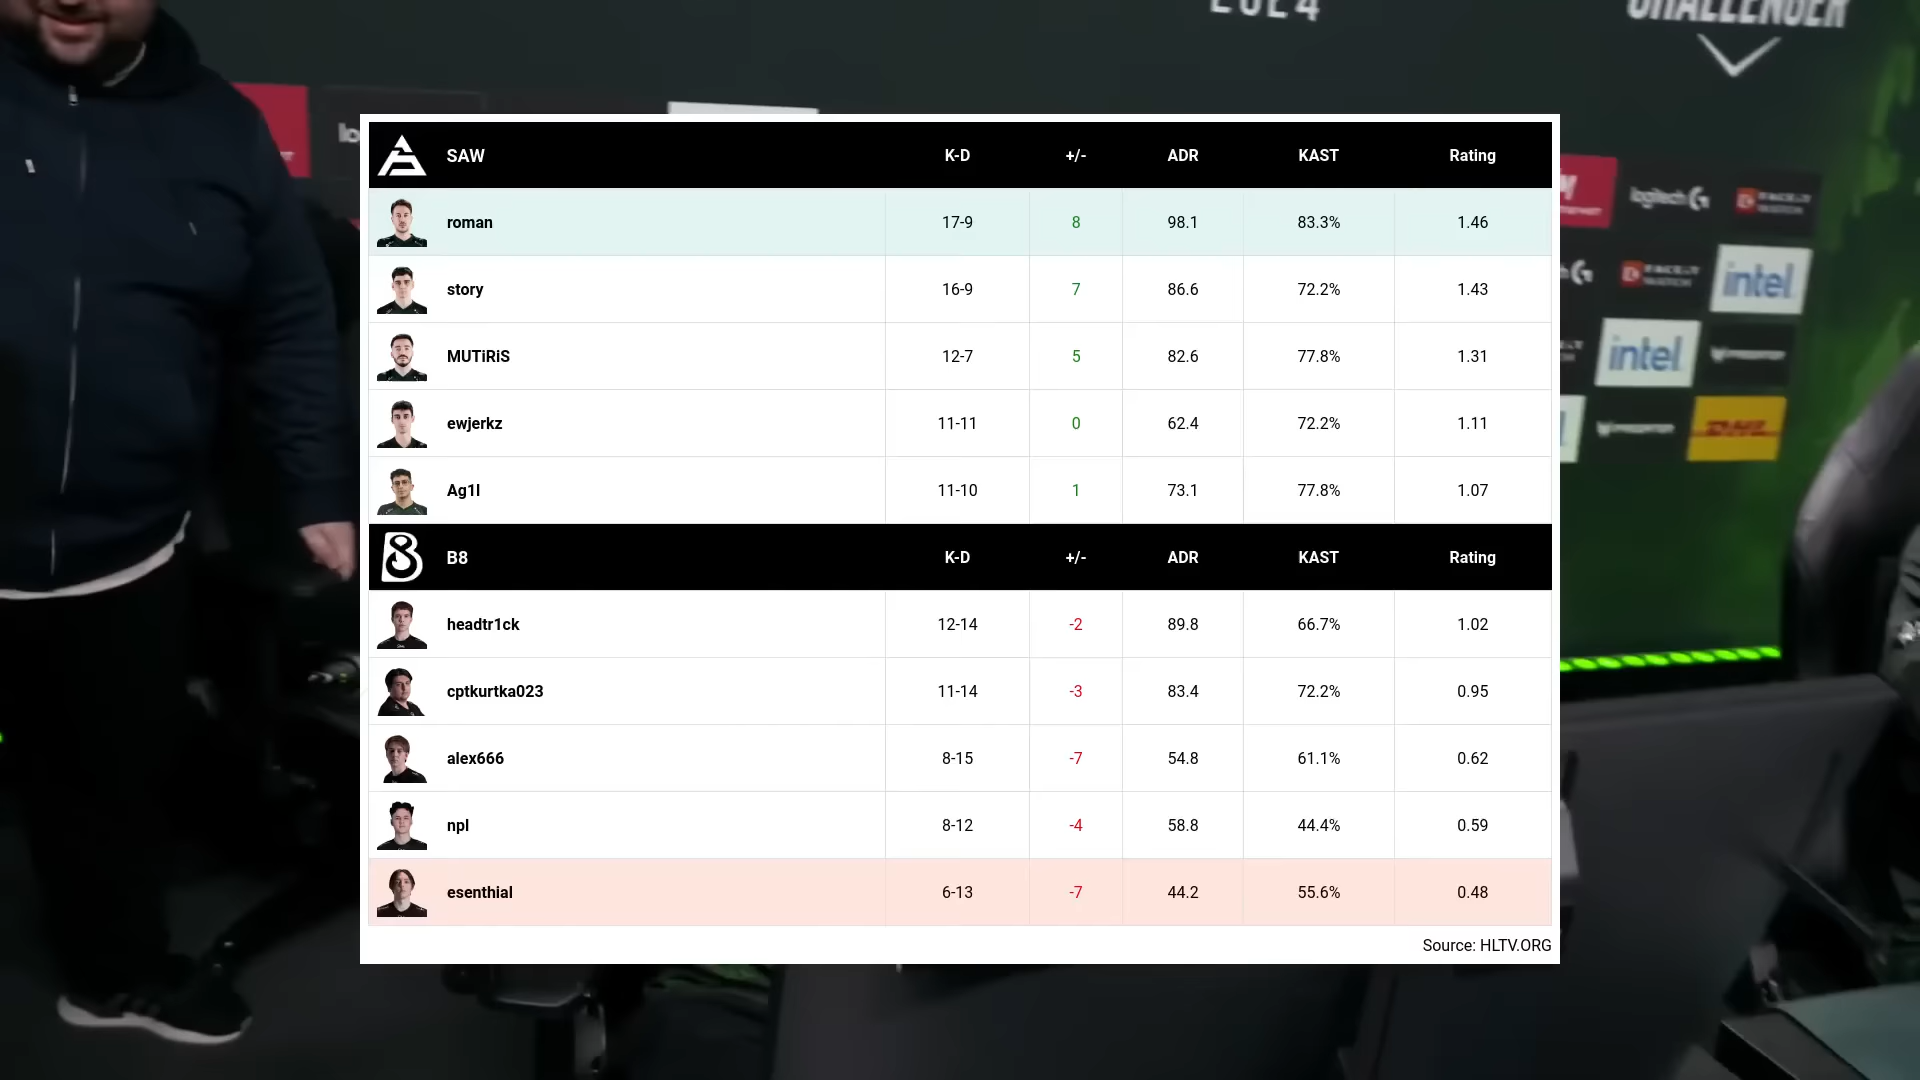 CHALLENGER
SAW K-D +/- ADR KAST Rating
roman 17-9 8 98.1 83.3% 1.46
story 16-9 7 86.6 72.2% 1.43
MUTiRiS 12-7 5 82.6 77.8% 1.31
ewjerkz 11-11 0 62.4 72.2% 1.11
Ag1l 11-10 1 73.1 77.8% 1.07
B8 K-D +/- ADR KAST Rating
headtr1ck 12-14 -2 89.8 66.7% 1.02
cptkurtka023 11-14 -3 83.4 72.2% 0.95
alex666 8-15 -7 54.8 61.1% 0.62
npl 8-12 -4 58.8 44.4% 0.59
esenthial 6-13 -7 44.2 55.6% 0.48
Source: HLTV.ORG
logitech G
intel
intel
PREDATOR
PREDATOR
DHL